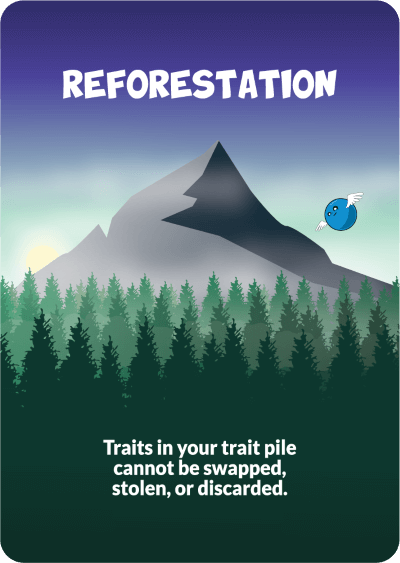 REFORESTATION
Traits in your trait pile
cannot be swapped,
stolen, or discarded.